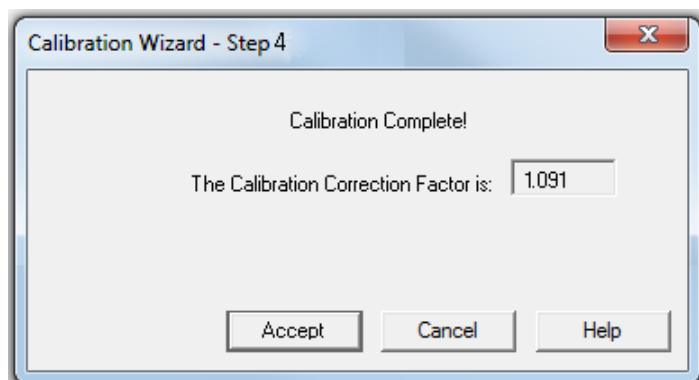 Calibration Wizard - Step 4
Calibration Complete!
The Calibration Correction Factor is: 1.091
Accept Cancel Help